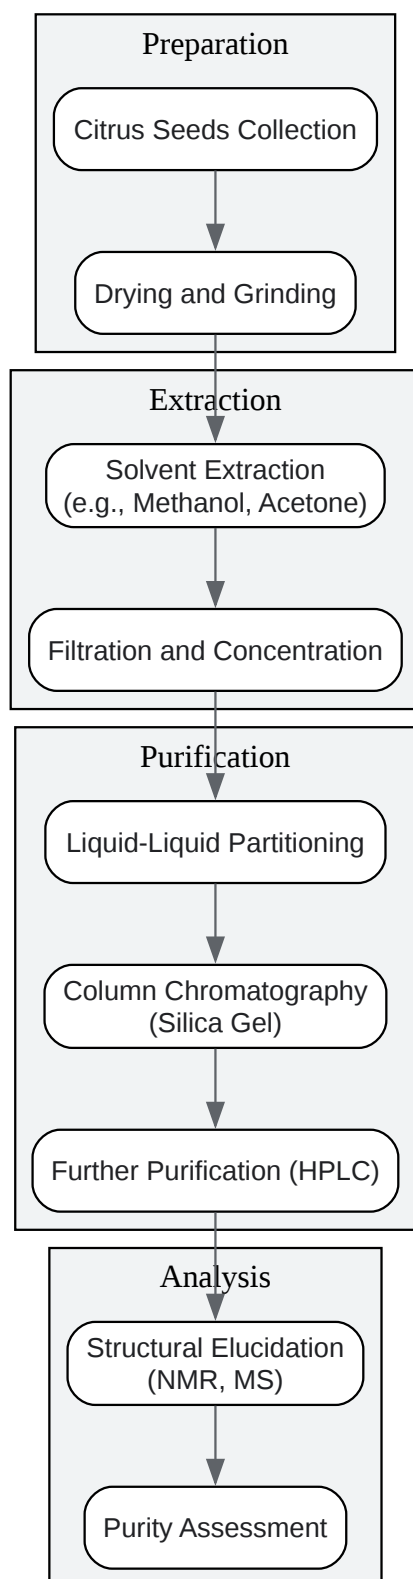 Preparation
Citrus Seeds Collection
Drying and Grinding
Extraction
Solvent Extraction
(e.g., Methanol, Acetone)
Filtration and Concentration
Purification
Liquid-Liquid Partitioning
Column Chromatography
(Silica Gel)
Further Purification (HPLC)
Analysis
Structural Elucidation
(NMR, MS)
Purity Assessment